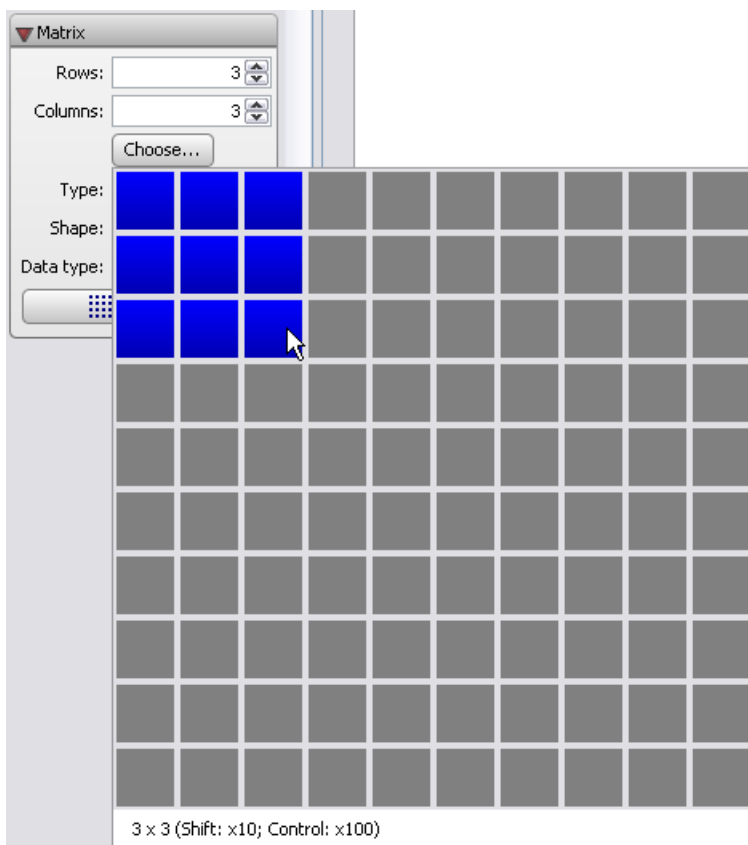 Matrix
Rows: 3
Columns: 3
Choose...
Type:
Shape:
Data type:
3 x 3 (Shift: x10; Control: x100)